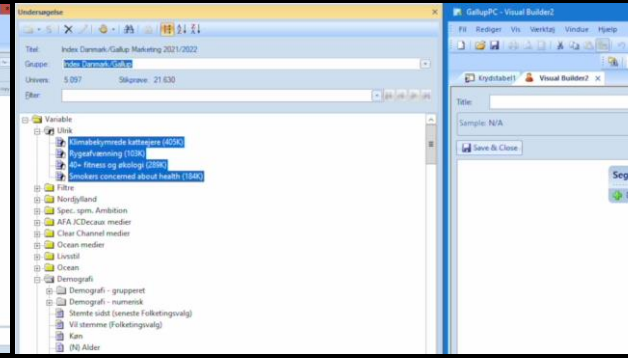 Undersøgelse
Titel: Index Danmark/Gallup Marketing 2021/2022
Gruppe: Index Danmark/Gallup
Univers: 5.097 Stikprøve: 21.630
Filter:
Variable
Ulrik
Klimabekymrede katteejere (405K)
Rygeafvænning (103K)
40+ fitness og økologi (289K)
Smokers concerned about health (184K)
Filtre
Nordjylland
Spec. spm. Ambition
AFA JCDecaux medier
Clear Channel medier
Ocean medier
Livsstil
Ocean
Demografi
Demografi - grupperet
Demografi - numerisk
Stemte sidst (seneste Folketingsvalg)
Vil stemme (Folketingsvalg)
Køn
(N) Alder
GallupPC - Visual Builder2
Fil Rediger Vis Værktøj Vindue Hjælp
Krydstabel1 Visual Builder2
Title:
Sample: N/A
Save & Close
Seg